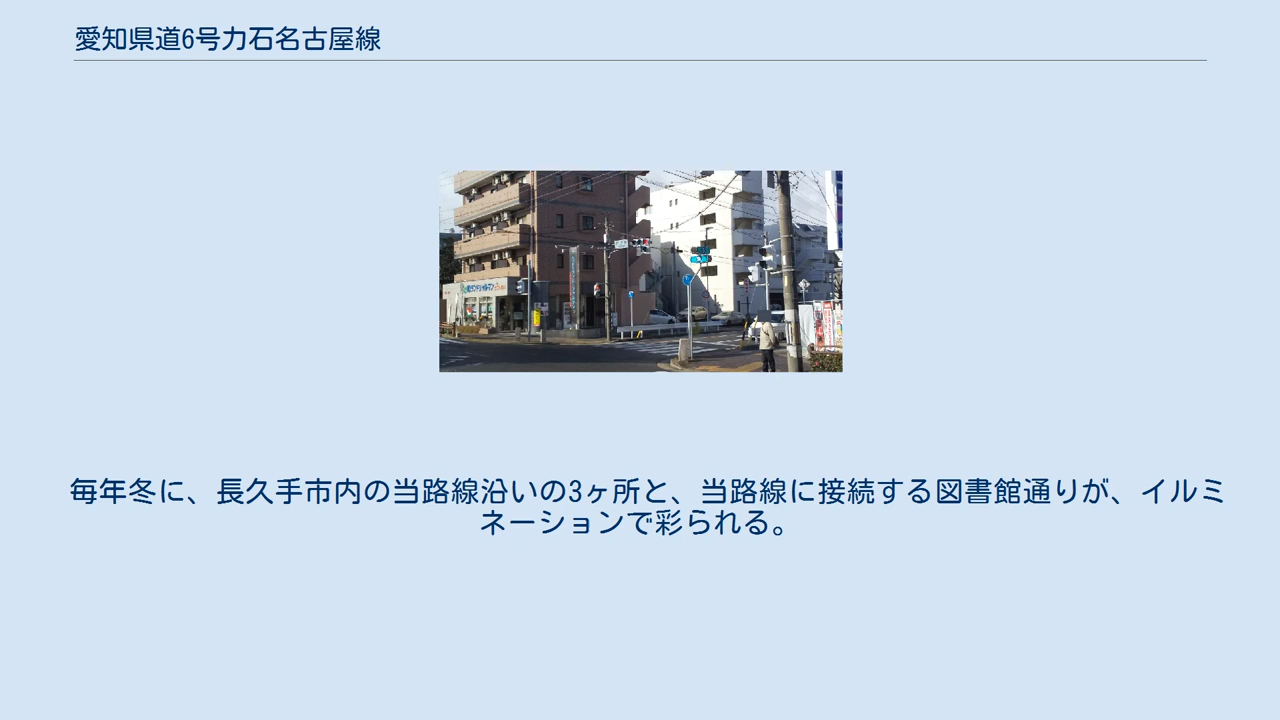 愛知県道6号力石名古屋線
毎年冬に、長久手市内の当路線沿いの3ヶ所と、当路線に接続する図書館通りが、イルミ
ネーションで彩られる。